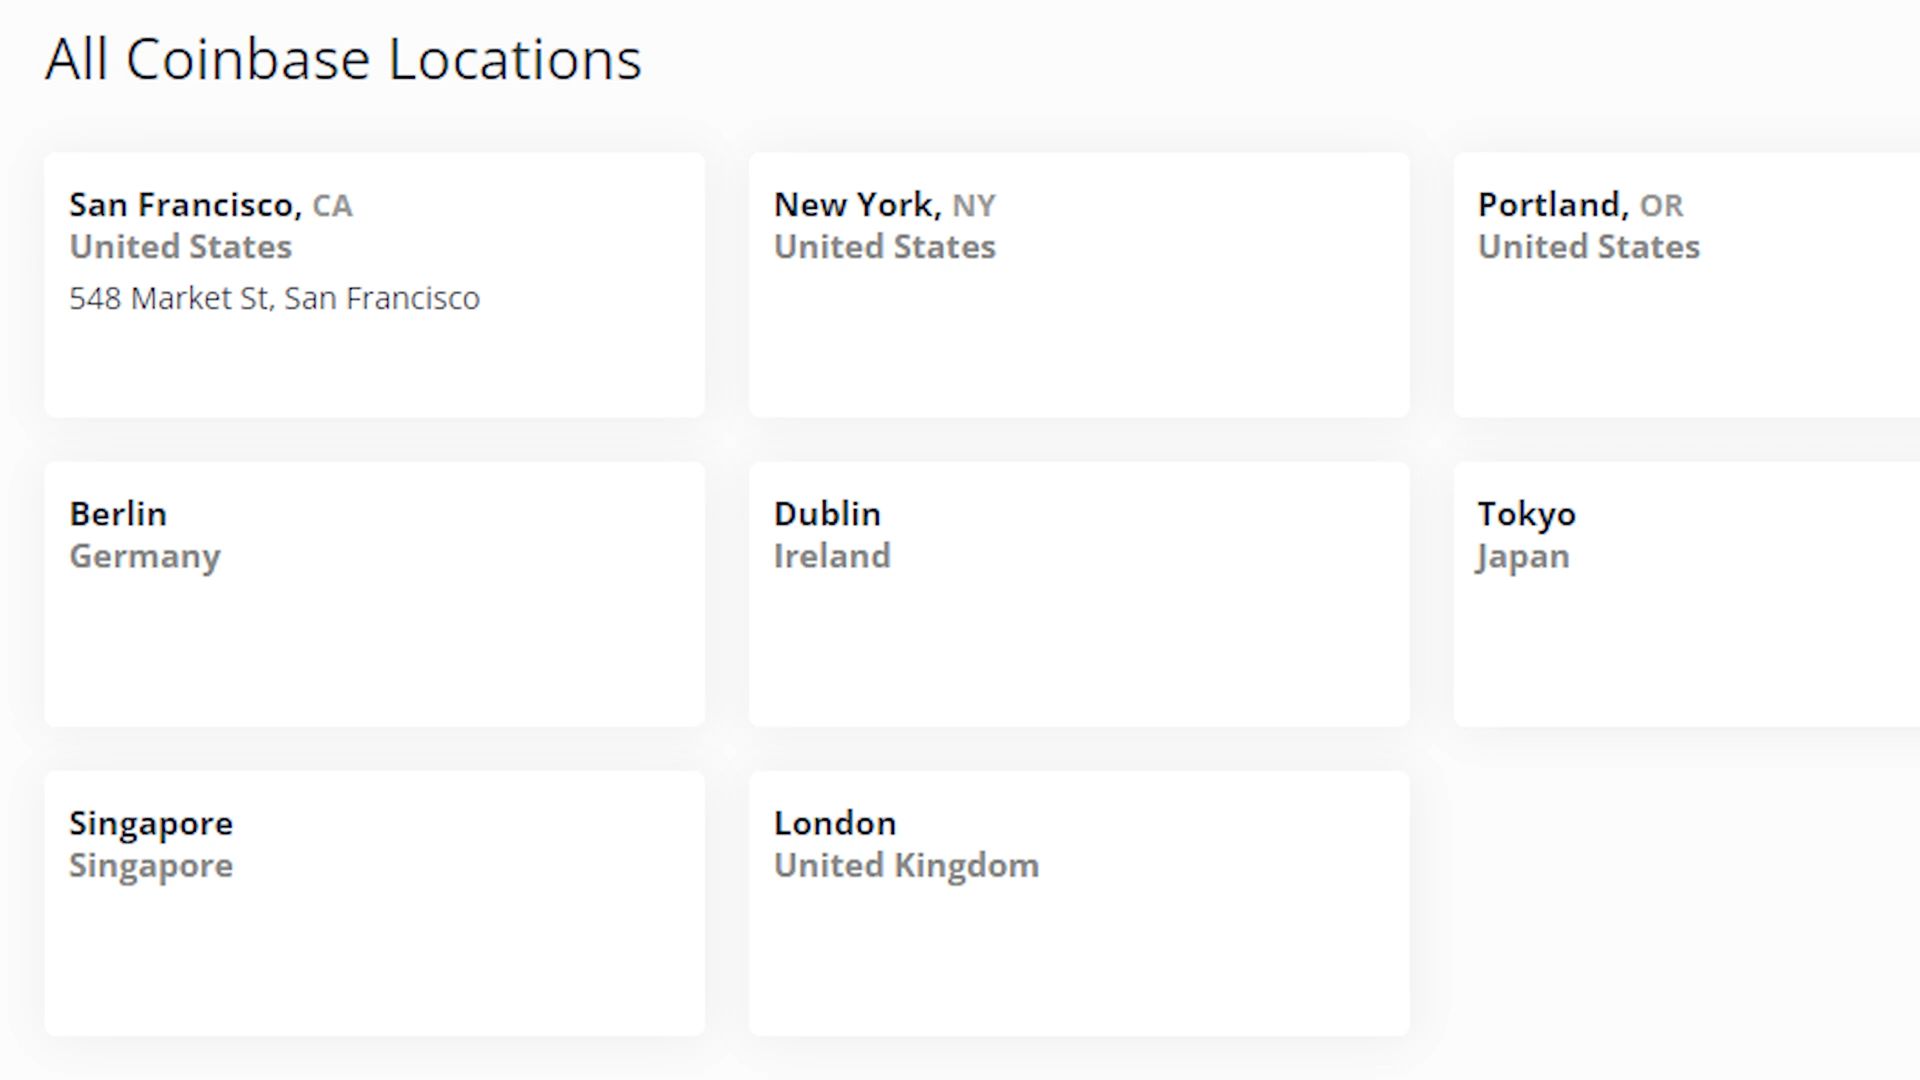 All Coinbase Locations
San Francisco, CA
United States
548 Market St, San Francisco
New York, NY
United States
Portland, OR
United States
Berlin
Germany
Dublin
Ireland
Tokyo
Japan
Singapore
Singapore
London
United Kingdom